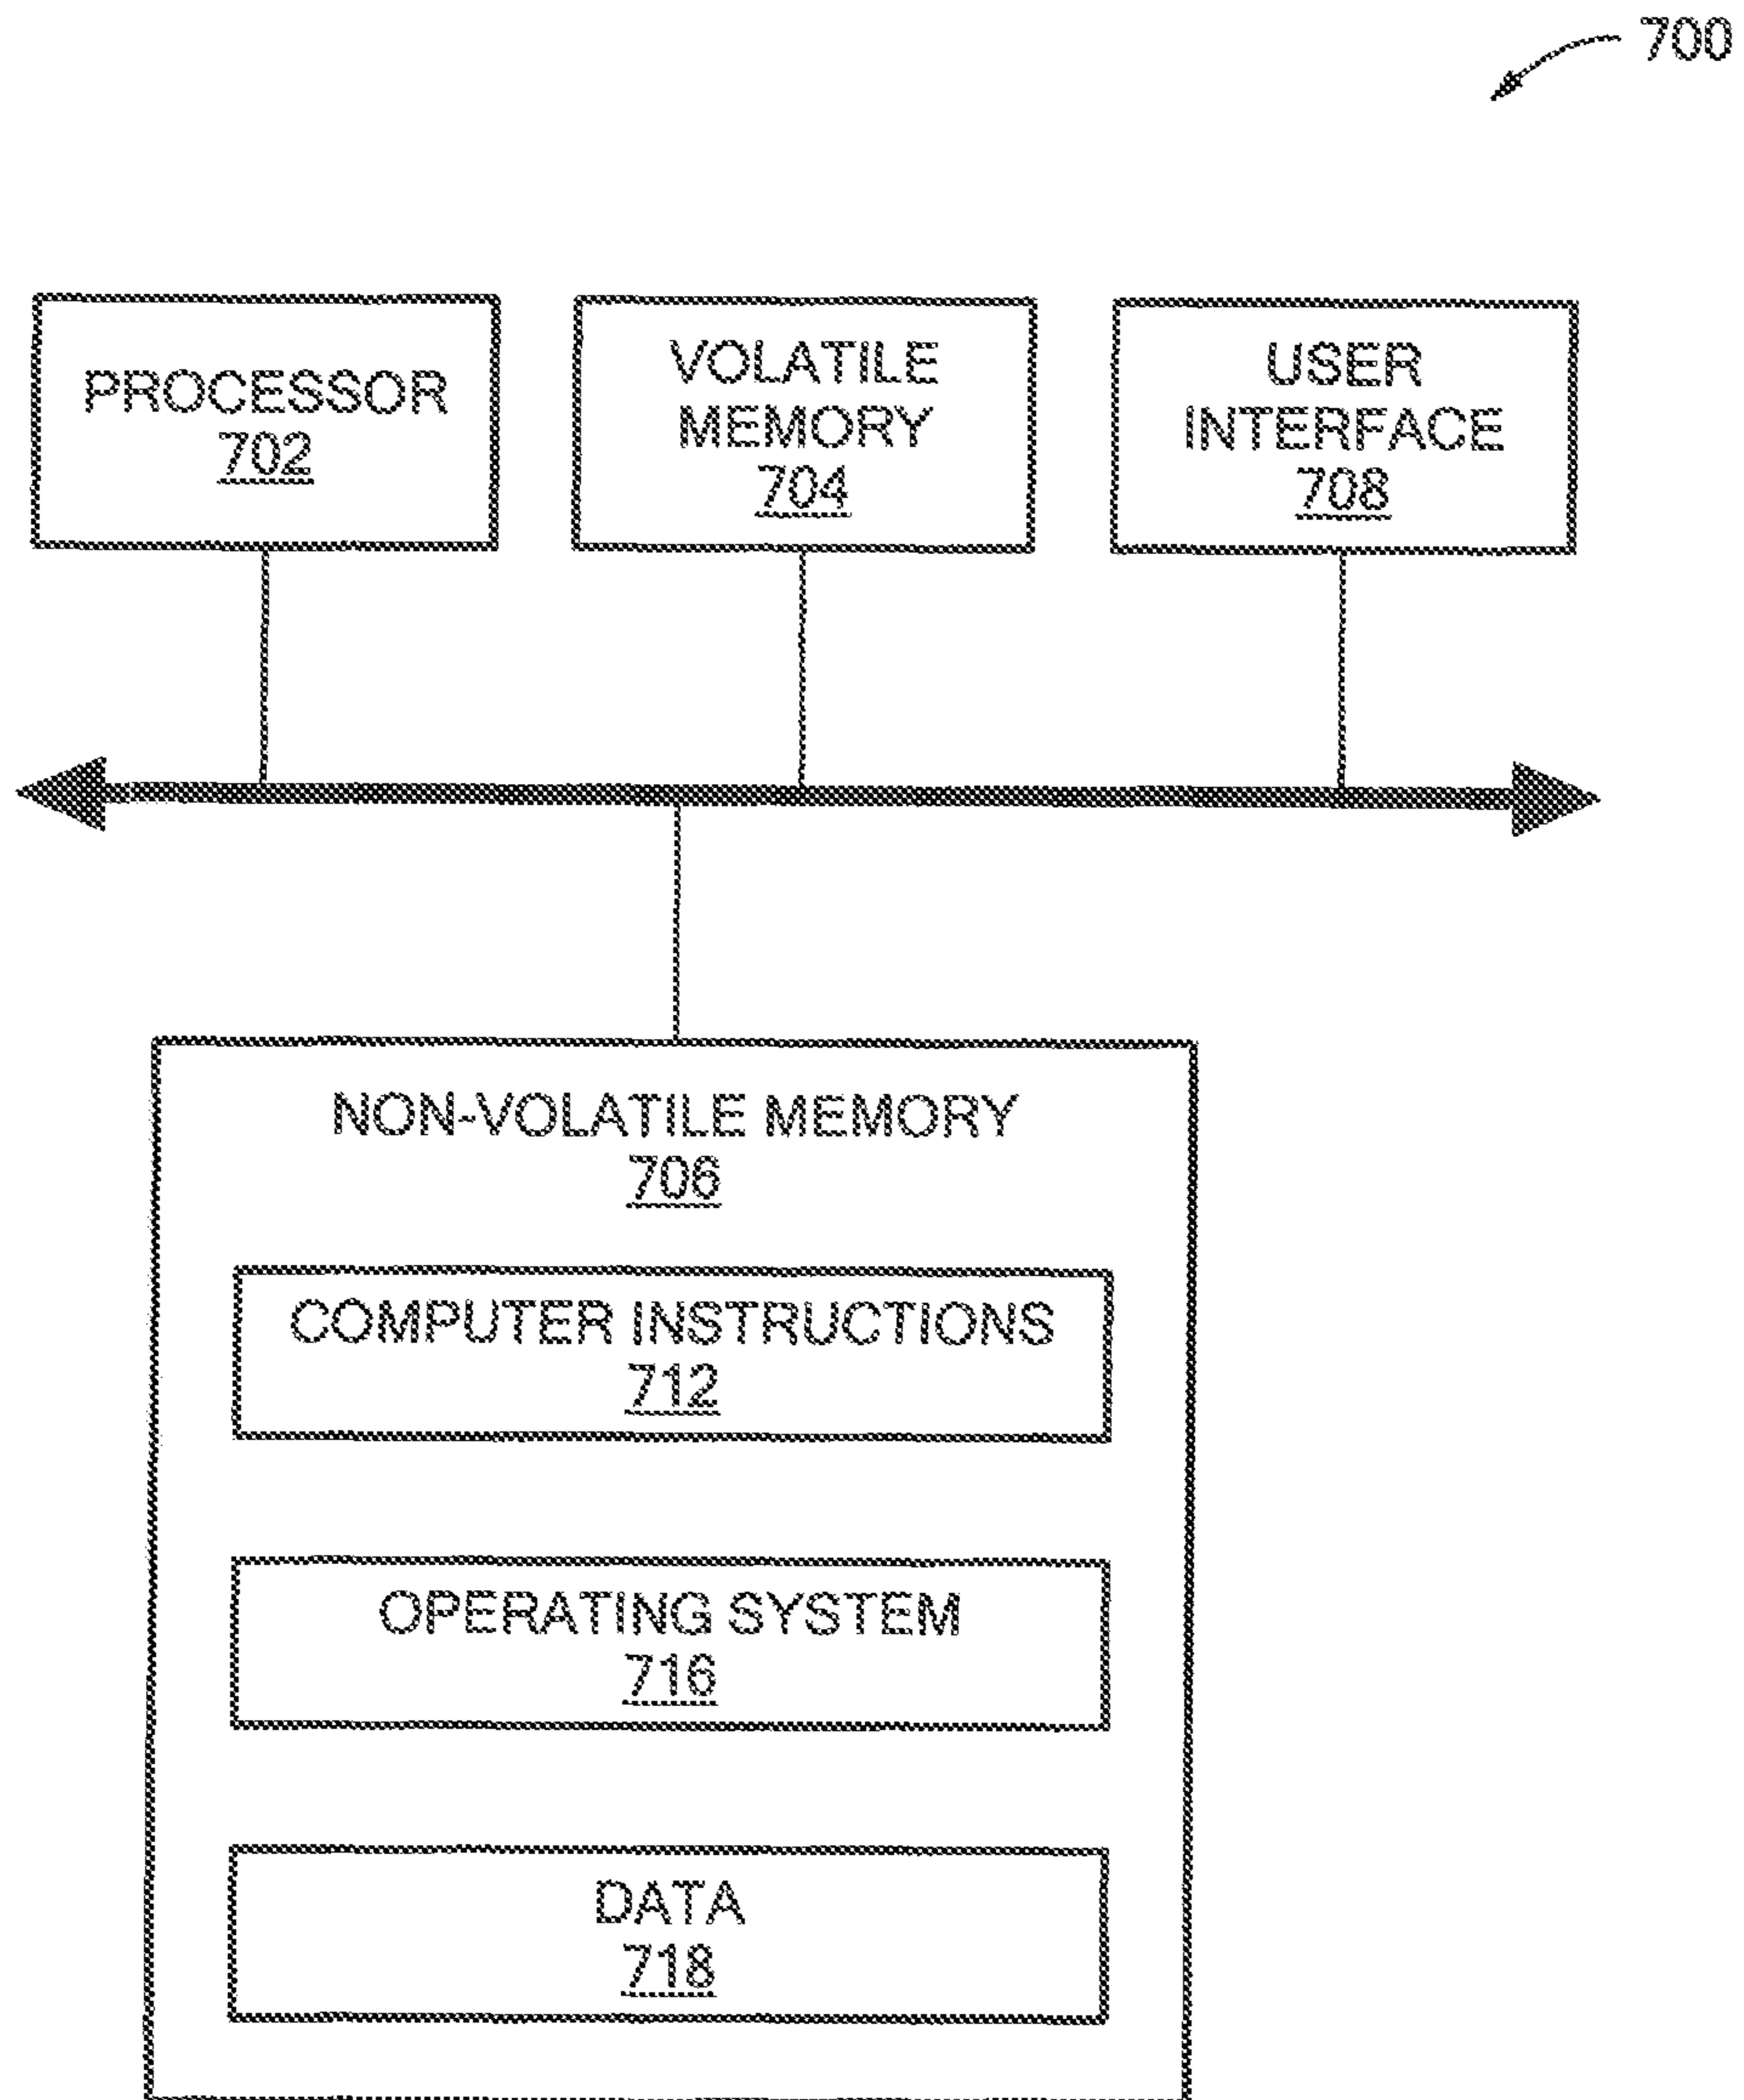 700
PROCESSOR
702
VOLATILE
MEMORY
704
USER
INTERFACE
708
NON-VOLATILE MEMORY
706
COMPUTER INSTRUCTIONS
712
OPERATING SYSTEM
716
DATA
718